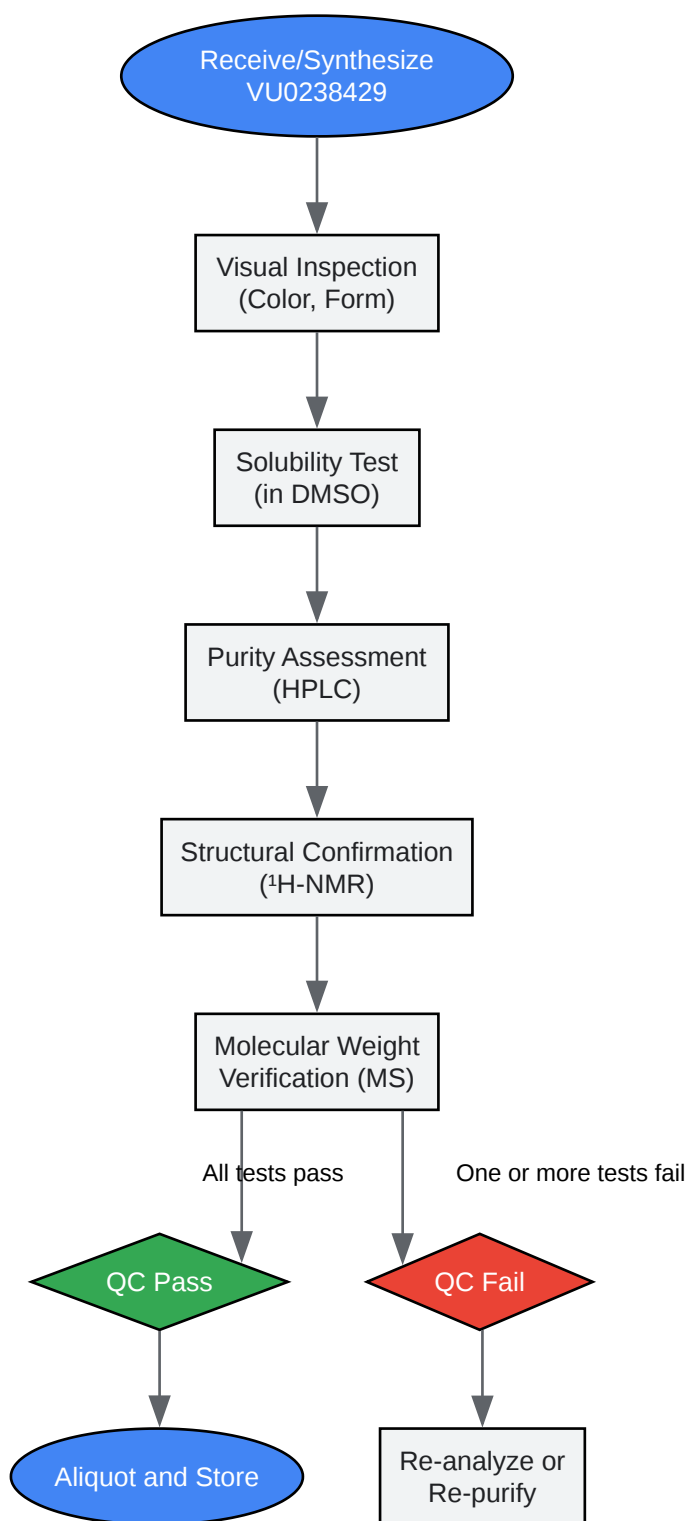 Receive/Synthesize
VU0238429
Visual Inspection
(Color, Form)
Solubility Test
(in DMSO)
Purity Assessment
(HPLC)
Structural Confirmation
(¹H-NMR)
Molecular Weight
Verification (MS)
All tests pass
One or more tests fail
QC Pass
QC Fail
Aliquot and Store
Re-analyze or
Re-purify